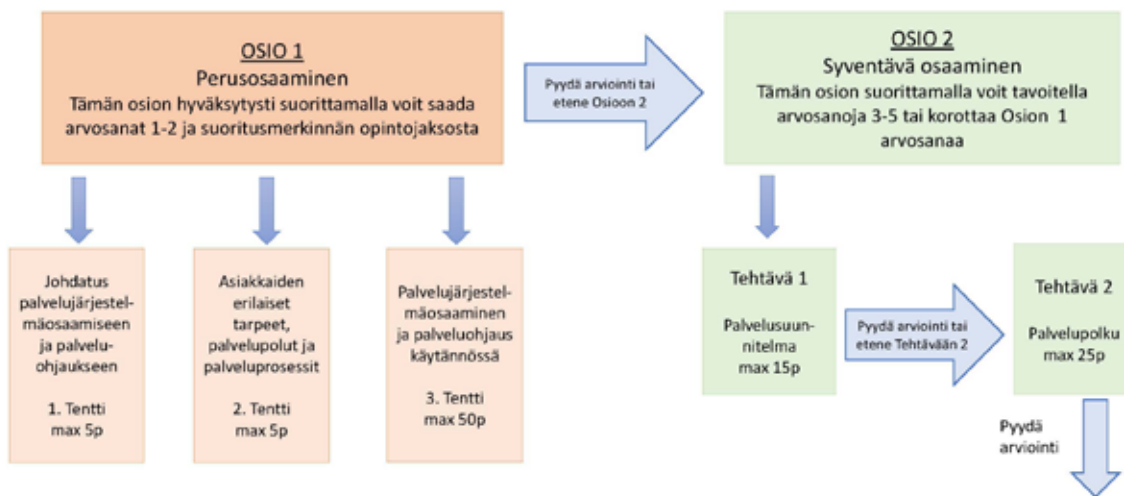 OSIO 1
Perusosaaminen
Tämän osion hyväksytysti suorittamalla voit saada
arvosanat 1-2 ja suoritusmerkinnän opintojaksosta
Pyydä arviointi tai
etene Osioon 2
OSIO 2
Syventävä osaaminen
Tämän osion suorittamalla voit tavoitella
arvosanoja 3-5 tai korottaa Osion 1
arvosanaa
Johdatus
palvelujärjestel-
mäosaamiseen
ja palvelu-
ohjaukseen
1. Tentti
max 5p
Asiakkaiden
erilaiset
tarpeet,
palvelupolut ja
palveluprosessit
2. Tentti
max 5p
Palvelujärjestel-
mäosaaminen
ja palveluohjaus
käytännössä
3. Tentti
max 50p
Tehtävä 1
Palvelusuun-
nitelma
max 15p
Pyydä arviointi tai
etene Tehtävään 2
Tehtävä 2
Palvelupolku
max 25p
Pyydä
arviointi